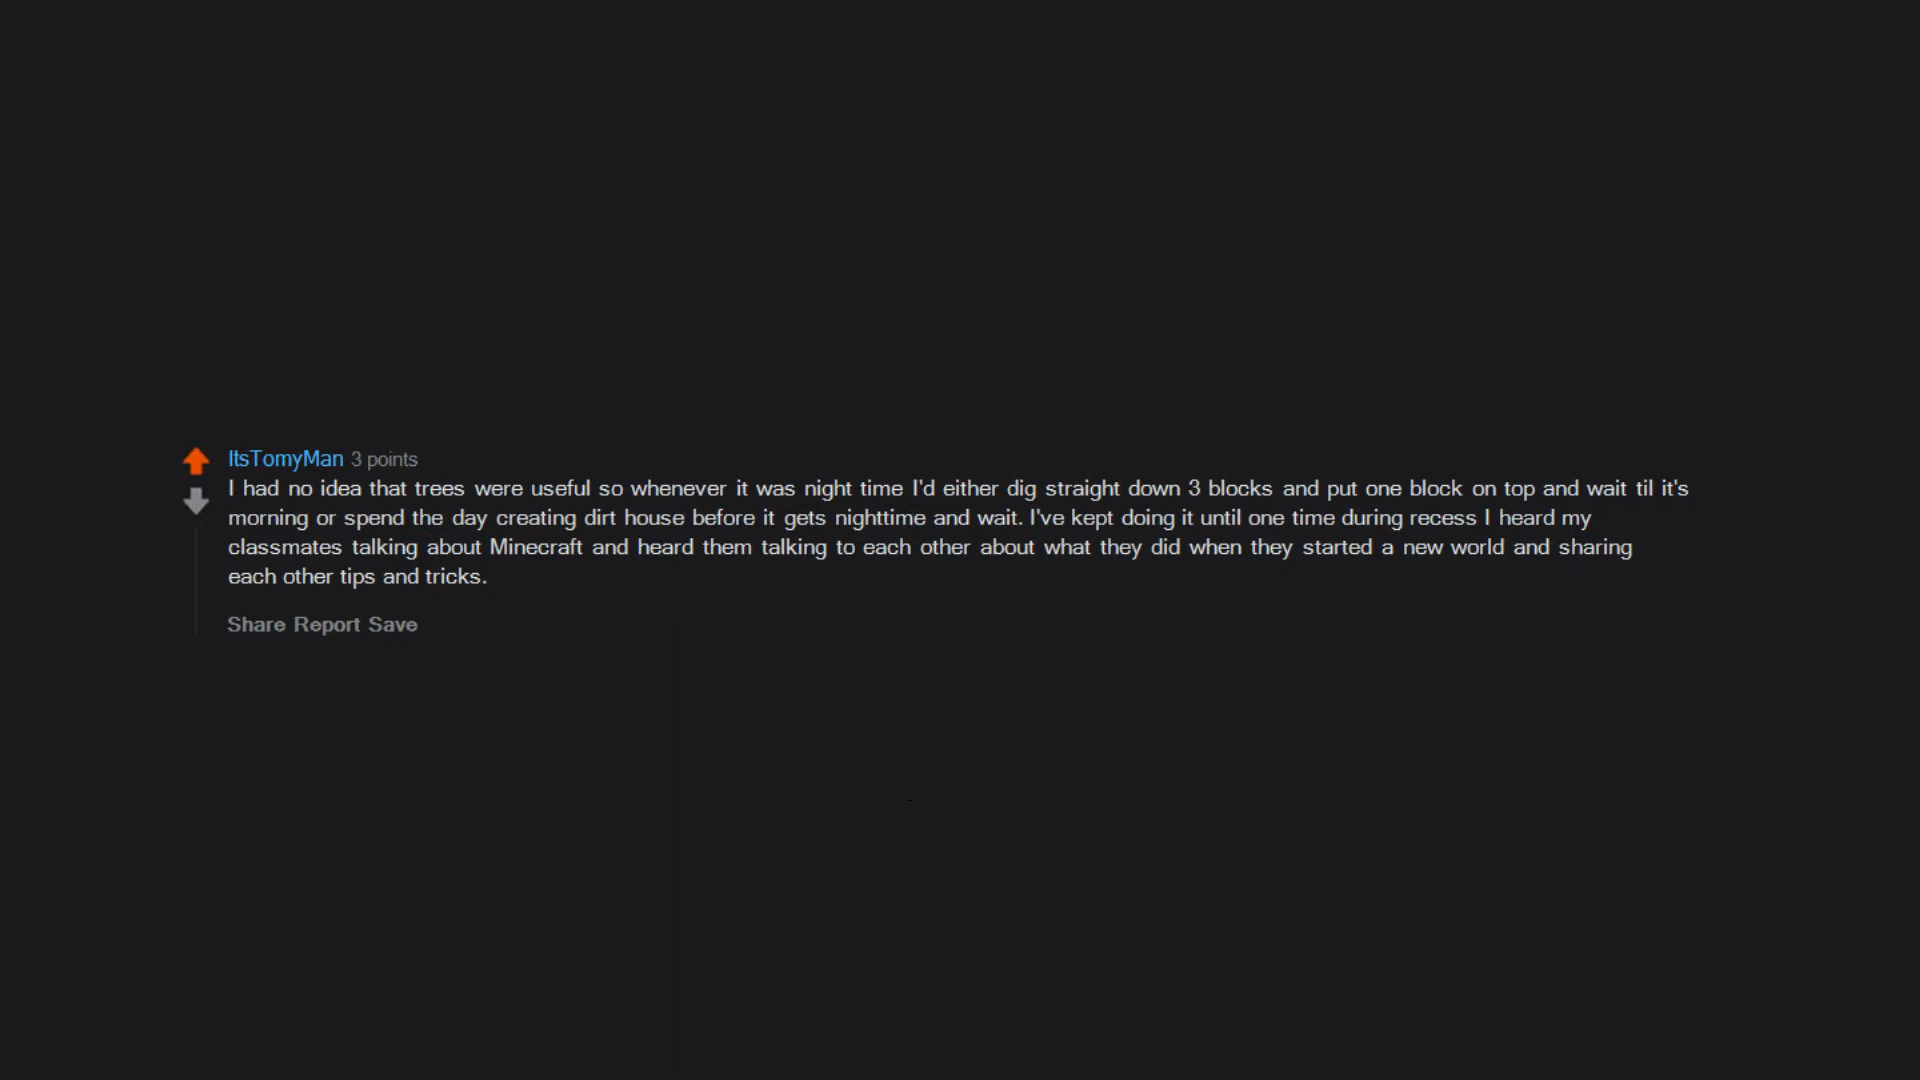 ItsTomyMan 3 points
I had no idea that trees were useful so whenever it was night time I'd either dig straight down 3 blocks and put one block on top and wait til it's
morning or spend the day creating dirt house before it gets nighttime and wait. I've kept doing it until one time during recess I heard my
classmates talking about Minecraft and heard them talking to each other about what they did when they started a new world and sharing
each other tips and tricks.
Share Report Save